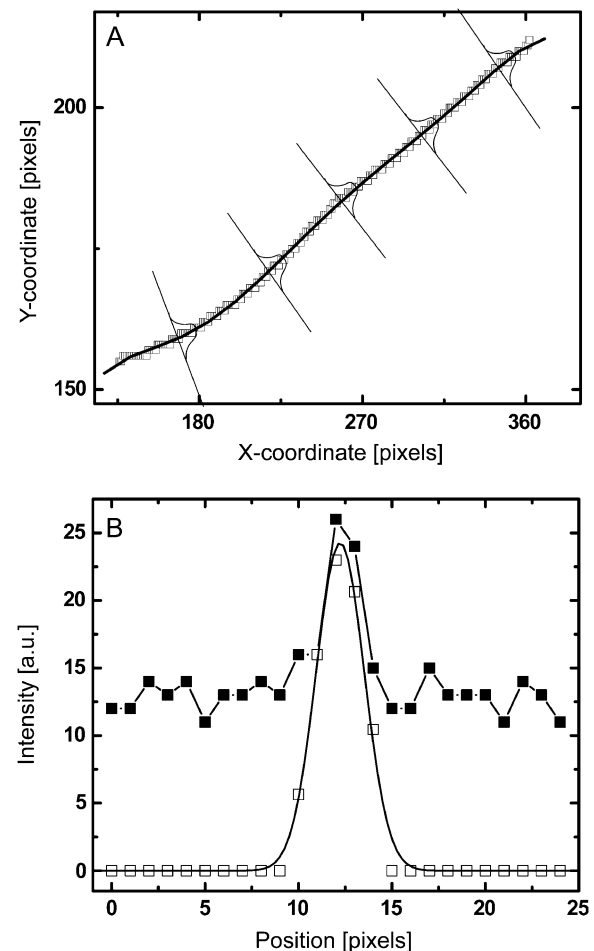 A
200
150
Y-coordinate [pixels]
180 270 360
X-coordinate [pixels]
B
25
20
15
10
5
0
Intensity [a.u.]
0 5 10 15 20 25
Position [pixels]